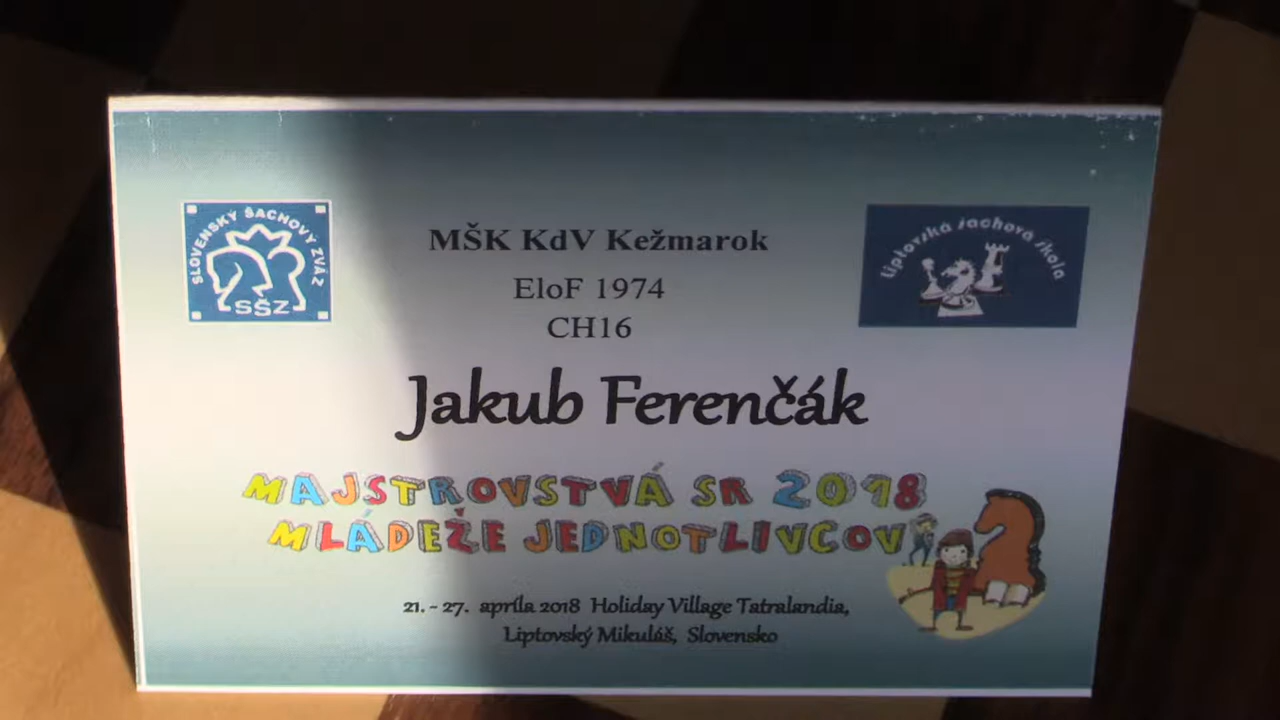 SLOVENSKÝ ŠACHOVÝ ZVÄZ
SŠZ
MŠK KdV Kežmarok
EloF 1974
CH16
Liptovská šachová škola
Jakub Ferenčák
MAJSTROVSTVÁ SR 2018
MLÁDEŽE JEDNOTLIVCOV
21. - 27. apríla 2018 Holiday Village Tatralandia,
Liptovský Mikuláš, Slovensko